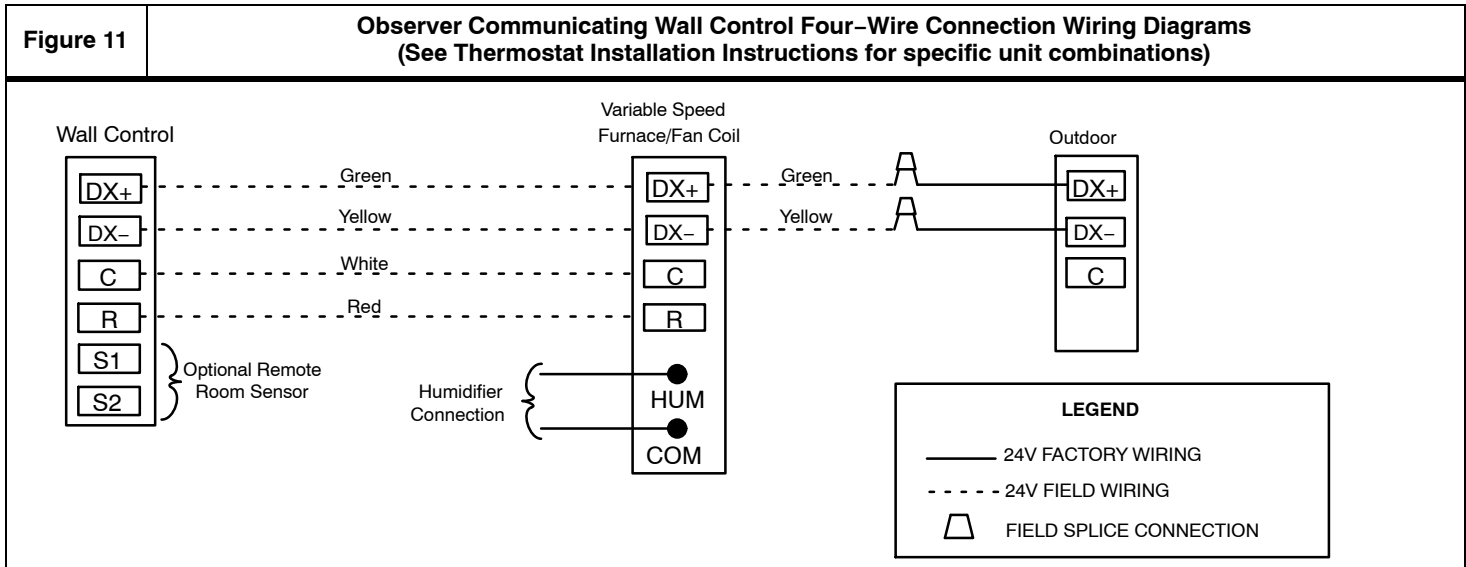 Figure 11
Observer Communicating Wall Control Four−Wire Connection Wiring Diagrams
(See Thermostat Installation Instructions for specific unit combinations)
Wall Control
Variable Speed
Furnace/Fan Coil
Outdoor
DX+
Green
DX+
Green
DX+
DX−
Yellow
DX−
Yellow
DX−
C
White
C
C
R
Red
R
S1
S2
Optional Remote
Room Sensor
Humidifier
Connection
HUM
COM
LEGEND
24V FACTORY WIRING
24V FIELD WIRING
FIELD SPLICE CONNECTION